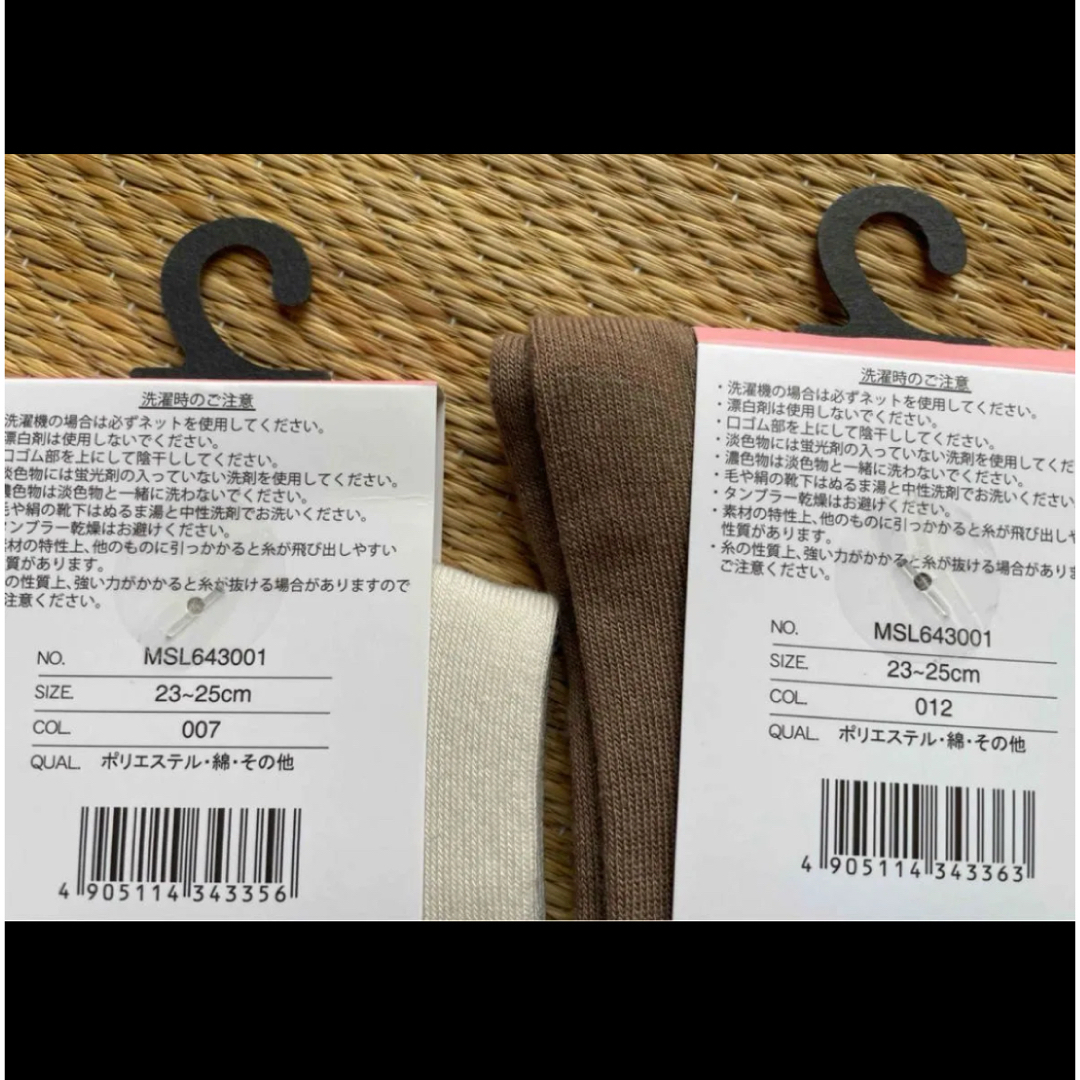 洗濯時のご注意
洗濯機の場合は必ずネットを使用してください。
漂白剤は使用しないでください。
口ゴム部を上にして陰干ししてください。
淡色物には蛍光剤の入っていない洗剤を使用してください。
濃色物は淡色物と一緒に洗わないでください。
毛や絹の靴下はぬるま湯と中性洗剤でお洗いください。
タンブラー乾燥はお避けください。
素材の特性上、他のものに引っかかると糸が飛び出しやすい
質があります。
の性質上、強い力がかかると糸が抜ける場合がありますので
注意ください。
NO. MSL643001
SIZE. 23~25cm
COL. 007
QUAL. ポリエステル・綿・その他
4 905114 343356
洗濯時のご注意
・洗濯機の場合は必ずネットを使用してください。
・漂白剤は使用しないでください。
・口ゴム部を上にして陰干ししてください。
・淡色物には蛍光剤の入っていない洗剤を使用してくだ
・濃色物は淡色物と一緒に洗わないでください。
・毛や絹の靴下はぬるま湯と中性洗剤でお洗いください
・タンブラー乾燥はお避けください。
・素材の特性上、他のものに引っかかると糸が飛び出しや
性質があります。
・糸の性質上、強い力がかかると糸が抜ける場合がありま
ご注意ください。
NO. MSL643001
SIZE. 23~25cm
COL. 012
QUAL. ポリエステル・綿・その他
4 905114 343363